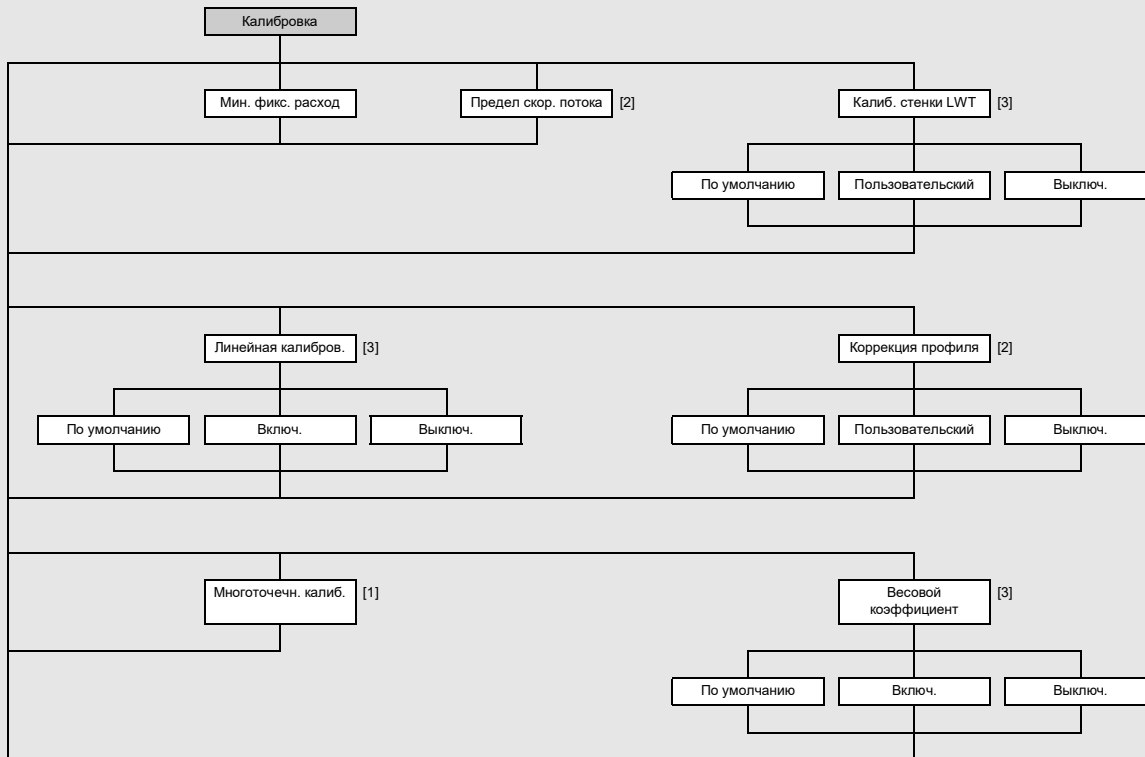 Калибровка
Мин. фикс. расход
Предел скор. потока [2]
Калиб. стенки LWT [3]
По умолчанию
Пользовательский
Выключ.
Линейная калибров. [3]
Коррекция профиля [2]
По умолчанию
Включ.
Выключ.
По умолчанию
Пользовательский
Выключ.
Многоточечн. калиб. [1]
Весовой
коэффициент [3]
По умолчанию
Включ.
Выключ.